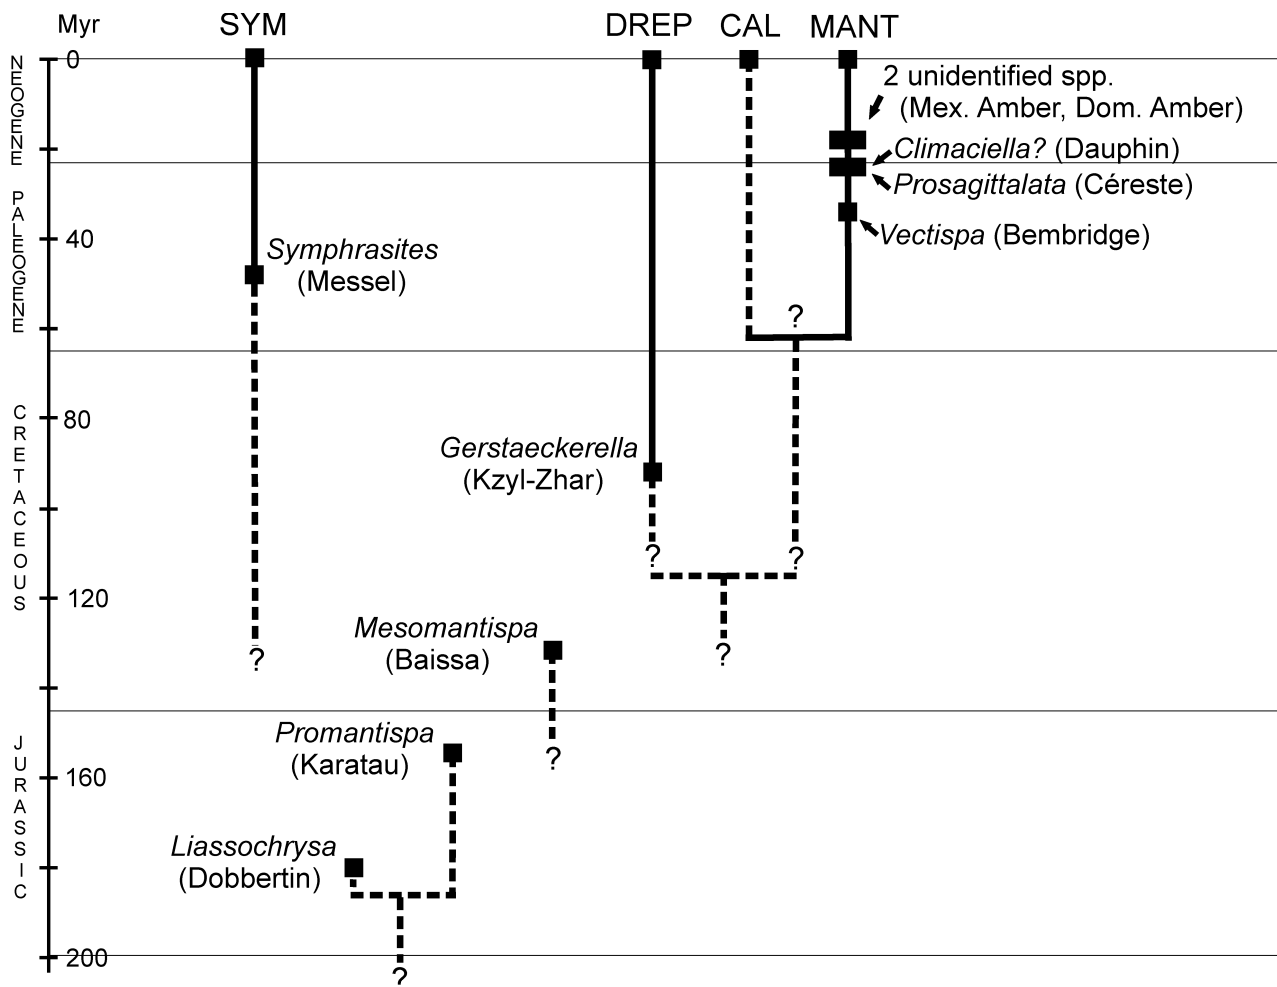 Myr
SYM
DREP
CAL
MANT
0
2 unidentified spp.
(Mex. Amber, Dom. Amber)
NEOGENE
Climaciella? (Dauphin)
Prosagittalata (Céreste)
PALEOGENE
Vectispa (Bembridge)
40
Symphrasites
(Messel)
?
80
CRETACEOUS
Gerstaeckerella
(Kzyl-Zhar)
?
?
120
Mesomantispa
(Baissa)
?
?
Promantispa
(Karatau)
?
JURASSIC
160
Liassochrysa
(Dobbertin)
200
?